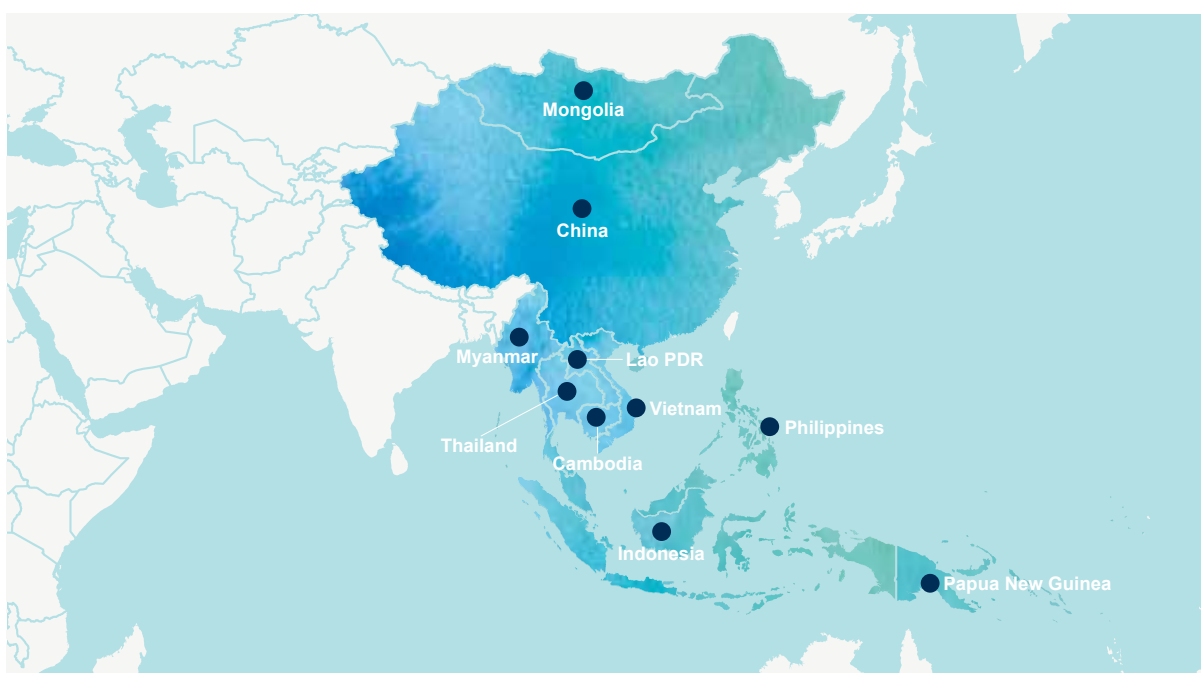 Mongolia
China
Myanmar
Lao PDR
Vietnam
Thailand
Philippines
Cambodia
Indonesia
Papua New Guinea